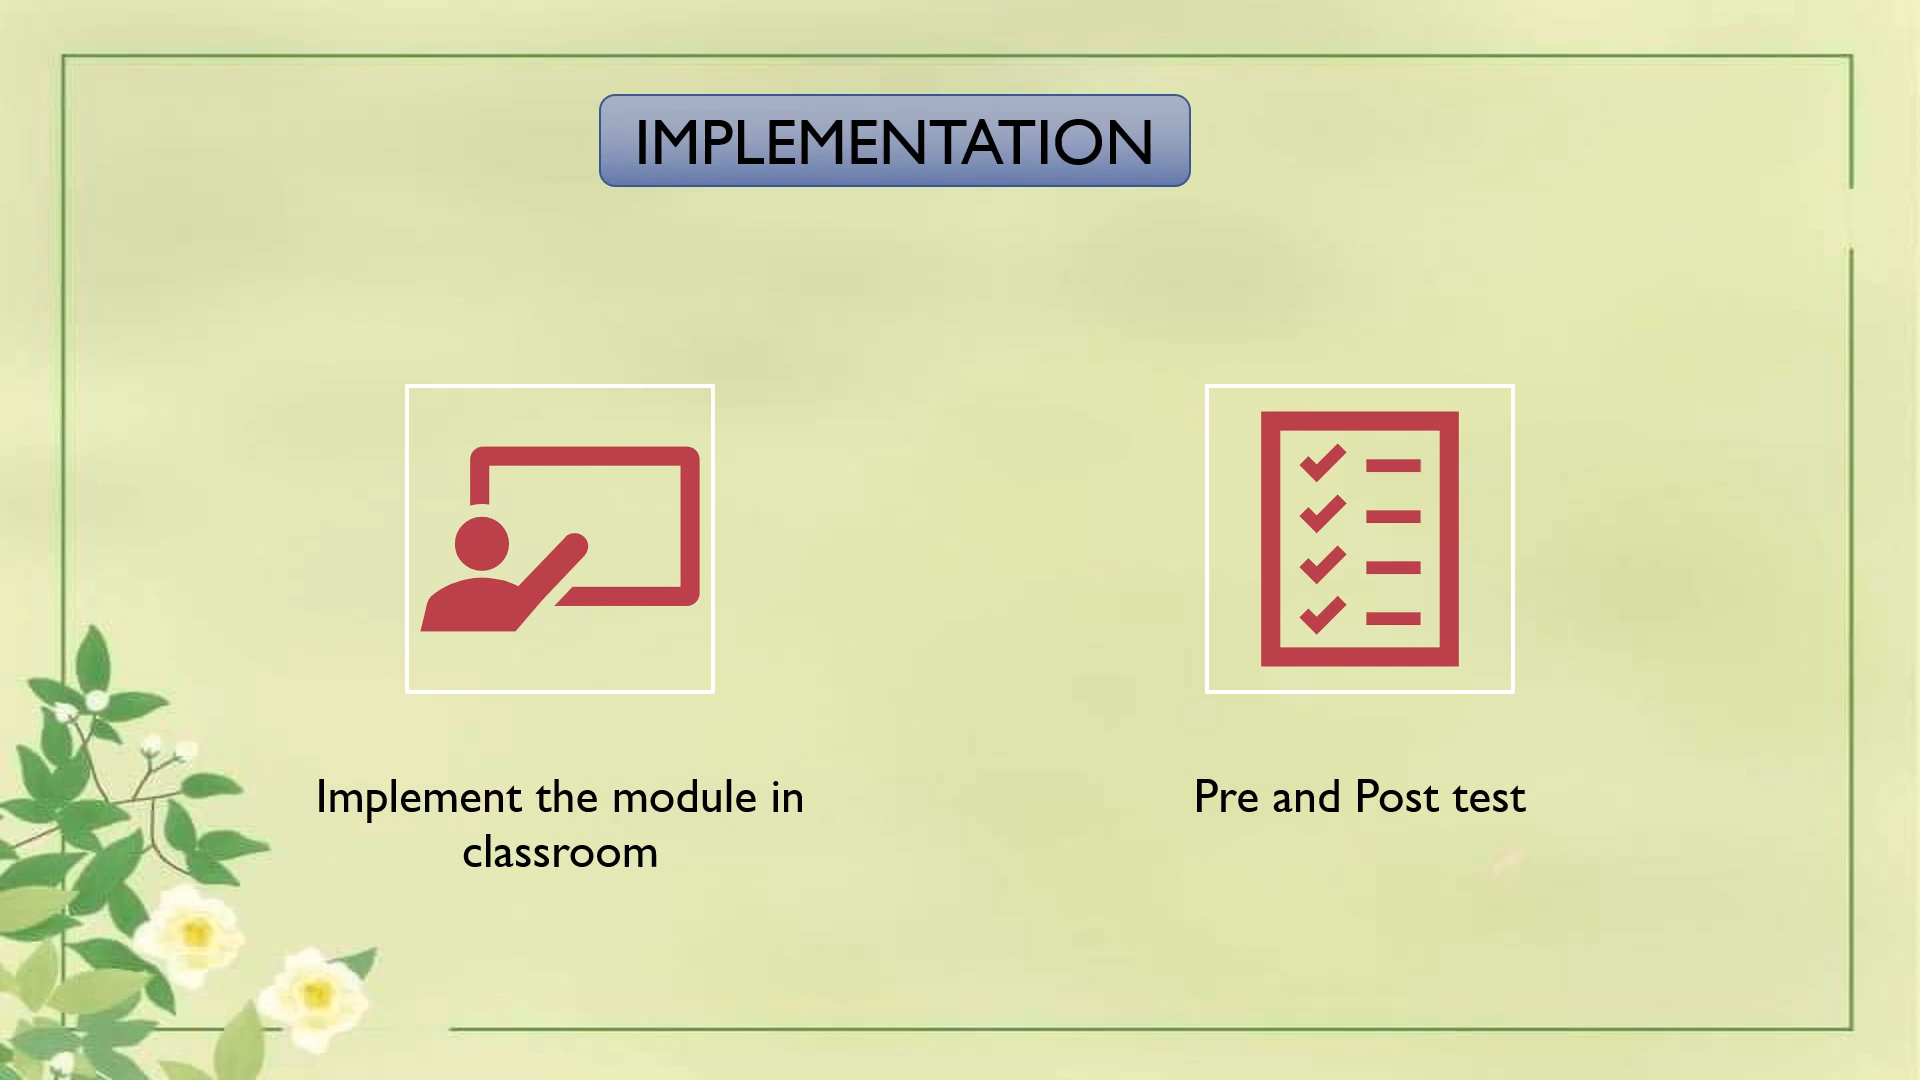 IMPLEMENTATION
Implement the module in
classroom
Pre and Post test